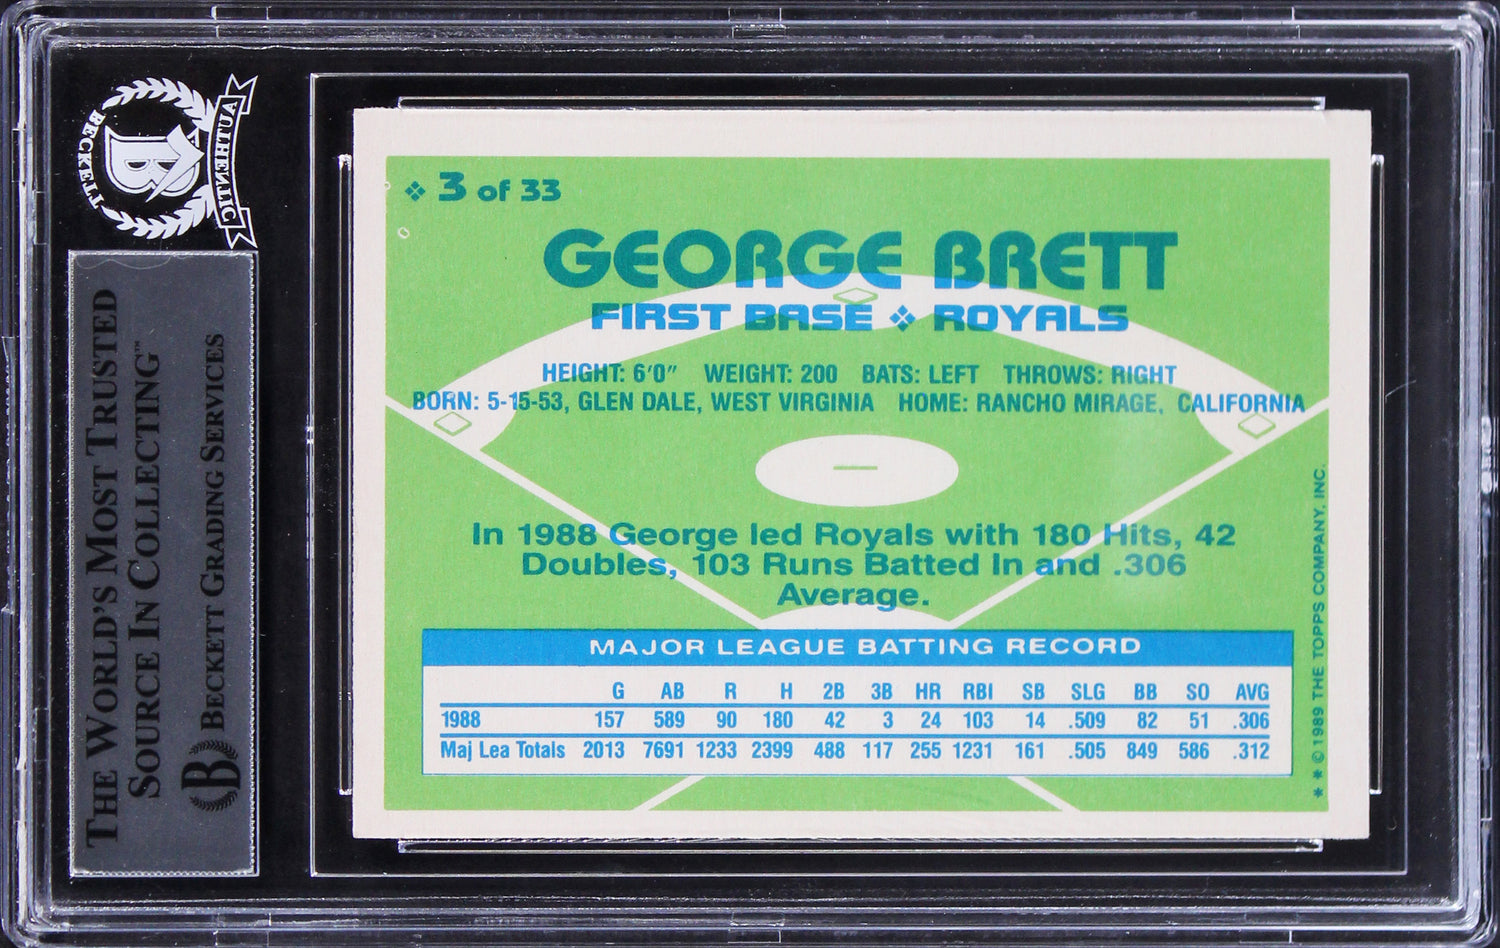 BECKETT
AUTHENTIC
B
THE WORLD'S MOST TRUSTED
SOURCE IN COLLECTING™
B BECKETT GRADING SERVICES
❖ 3 of 33
GEORGE BRETT
FIRST BASE ❖ ROYALS
HEIGHT: 6'0" WEIGHT: 200 BATS: LEFT THROWS: RIGHT
BORN: 5-15-53, GLEN DALE, WEST VIRGINIA HOME: RANCHO MIRAGE, CALIFORNIA
In 1988 George led Royals with 180 Hits, 42
Doubles, 103 Runs Batted In and .306
Average.
MAJOR LEAGUE BATTING RECORD
G AB R H 2B 3B HR RBI SB SLG BB SO AVG
1988 157 589 90 180 42 3 24 103 14 .509 82 51 .306
Maj Lea Totals 2013 7691 1233 2399 488 117 255 1231 161 .505 849 586 .312
* * © 1989 THE TOPPS COMPANY, INC.